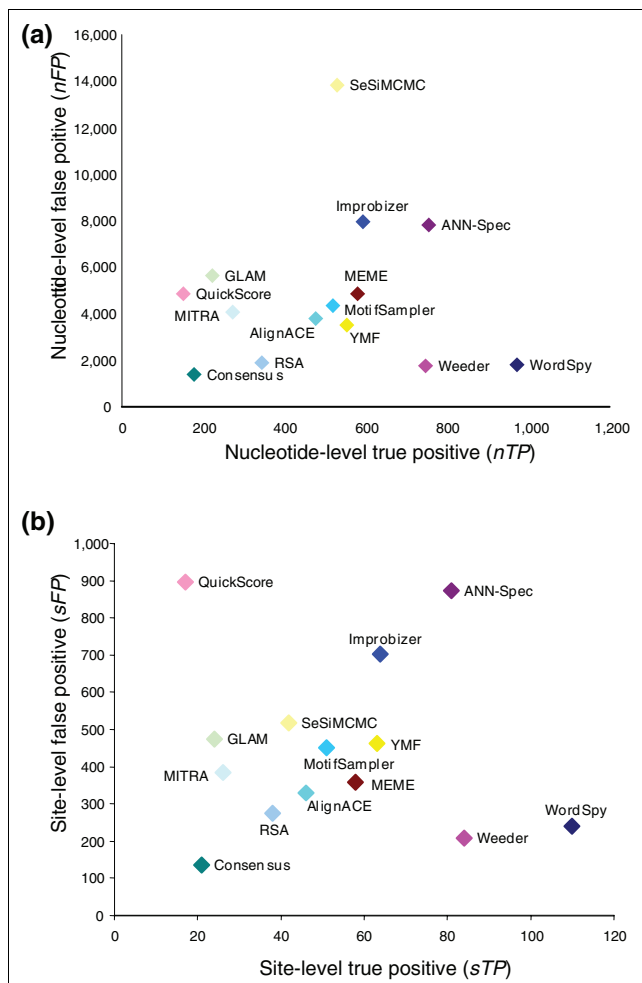 (a)
Nucleotide-level false poitive (nFP)
16,000
14,000
12,000
10,000
8,000
6,000
4,000
2,000
0
SeSiMCMC
Improbizer
ANN-Spec
GLAM
MEME
QuickScore
MotifSampler
MITRA
AlignACE
YMF
RSA
Weeder
WordSpy
Consensus
0 200 400 600 800 1,000 1,200
Nucleotide-level true positive (nTP)
(b)
Site-level false positive (sFP)
1,000
900
800
700
600
500
400
300
200
100
0
QuickScore
ANN-Spec
Improbizer
SeSiMCMC
GLAM
YMF
MotifSampler
MITRA
MEME
AlignACE
WordSpy
RSA
Weeder
Consensus
0 20 40 60 80 100 120
Site-level true positive (sTP)